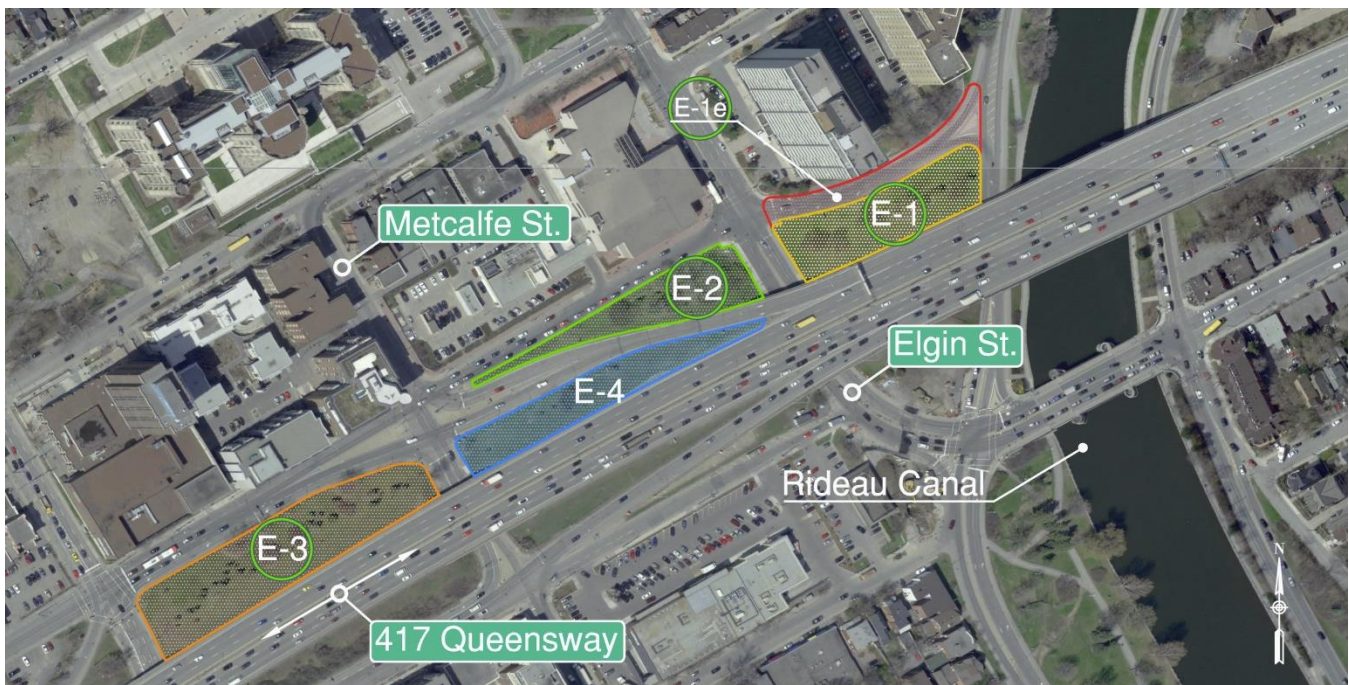 E-1e
E-1
Metcalfe St.
E-2
Elgin St.
E-4
Rideau Canal
E-3
417 Queensway
N